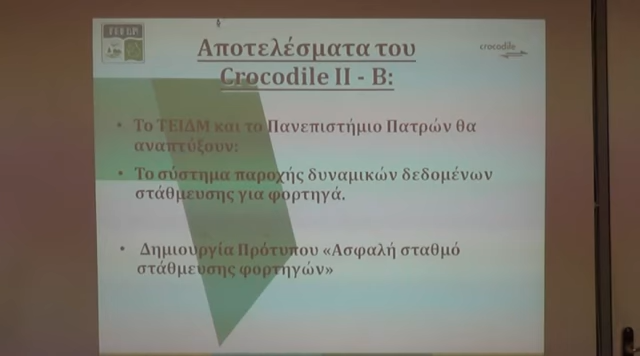 crocodile
Αποτελέσματα του
Crocodile II - B:
• Το ΤΕΙΔΜ και το Πανεπιστήμιο Πατρών θα
αναπτύξουν:
• Το σύστημα παροχής δυναμικών δεδομένων
στάθμευσης για φορτηγά.
• Δημιουργία Πρότυπου «Ασφαλή σταθμό
στάθμευσης φορτηγών»